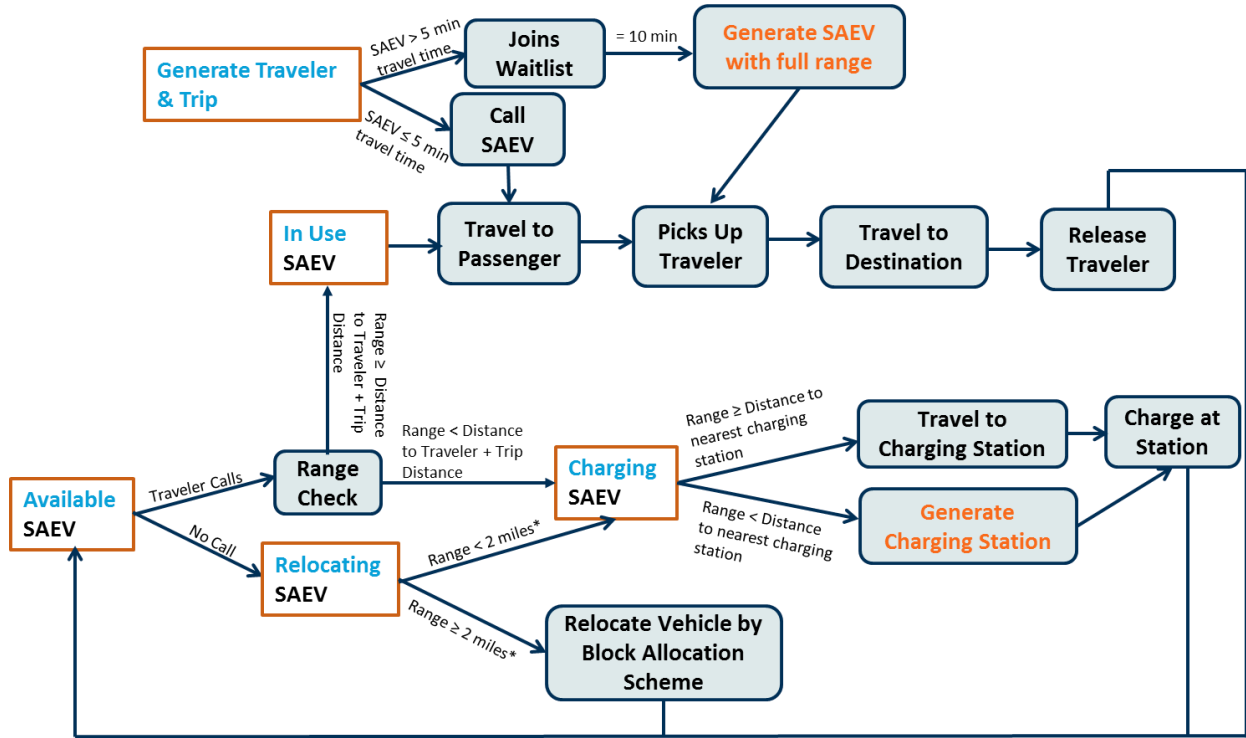 Generate Traveler
& Trip
SAEV > 5 min
travel time
Joins
Waitlist
= 10 min
Generate SAEV
with full range
SAEV ≤ 5 min
travel time
Call
SAEV
In Use
SAEV
Travel to
Passenger
Picks Up
Traveler
Travel to
Destination
Release
Traveler
Range ≥ Distance
to Traveler + Trip
Distance
Available
SAEV
Traveler Calls
Range
Check
Range < Distance
to Traveler + Trip
Distance
Charging
SAEV
Range ≥ Distance to
nearest charging
station
Travel to
Charging Station
Charge at
Station
Range < Distance
to nearest charging
station
Generate
Charging Station
No Call
Relocating
SAEV
Range < 2 miles*
Range ≥ 2 miles*
Relocate Vehicle by
Block Allocation
Scheme